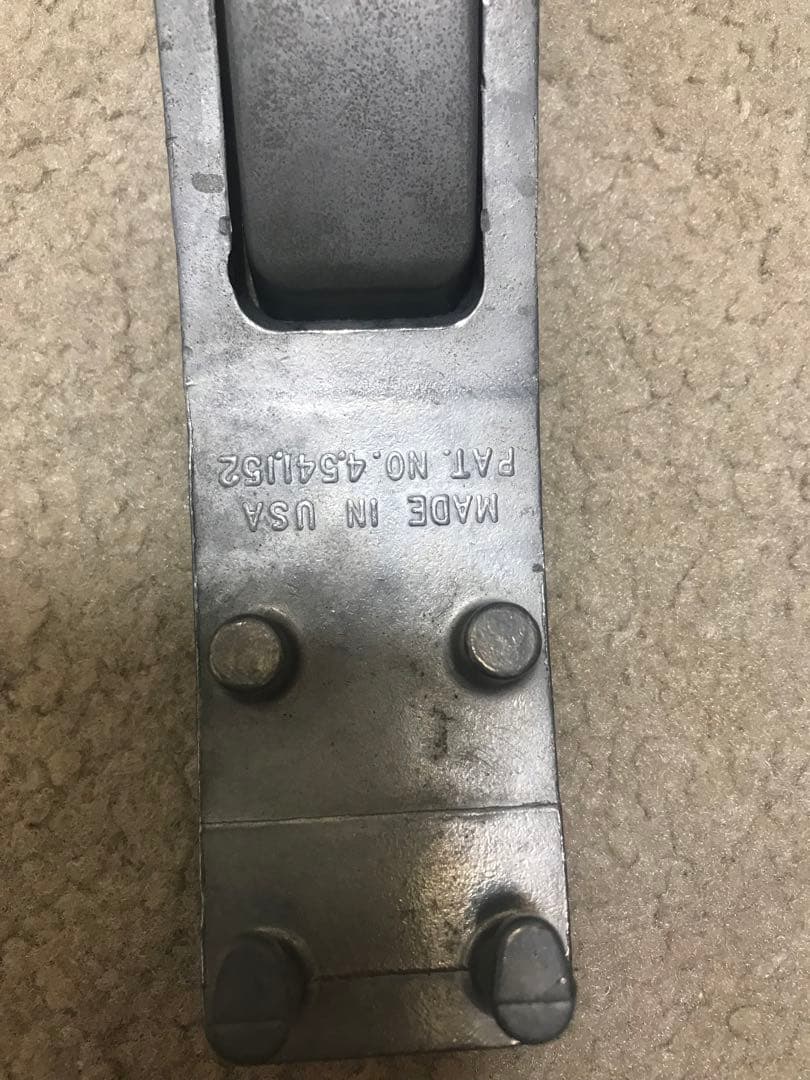 MADE IN USA
PAT. NO. 4,541,152